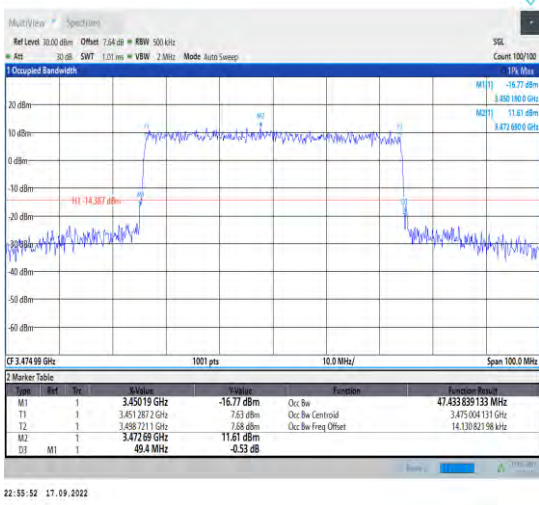 MultiView Spectrum
Ref Level 30.00 dBm Offset 7.64 dB RBW 500 kHz SGL
Att 30 dB SWT 1.01 ms VBW 2 MHz Mode Auto Sweep Count 100/100
1 Occupied Bandwidth 1Pk Max
M1[1] -16.77 dBm
3.450 190 0 GHz
M2[1] 11.61 dBm
3.472 690 0 GHz
20 dBm
M2
T1
10 dBm
0 dBm
-10 dBm
H1 -14.387 dBm
-40 dBm
-50 dBm
-60 dBm
CF 3.474 99 GHz 1001 pts 10.0 MHz/ Span 100.0 MHz
2 Marker Table
Type Ref Trc X-Value Y-Value Function Function Result
M1 1 3.450 19 GHz -16.77 dBm Occ Bw 47.433 839 133 MHz
T1 1 3.451 287 2 GHz 7.63 dBm Occ Bw Centroid 3.475 004 131 GHz
T2 1 3.498 721 1 GHz 7.68 dBm Occ Bw Freq Offset 14.130 821 98 kHz
M2 1 3.472 69 GHz 11.61 dBm
D3 M1 1 49.4 MHz -0.53 dB
22:55:52 17.09.2022